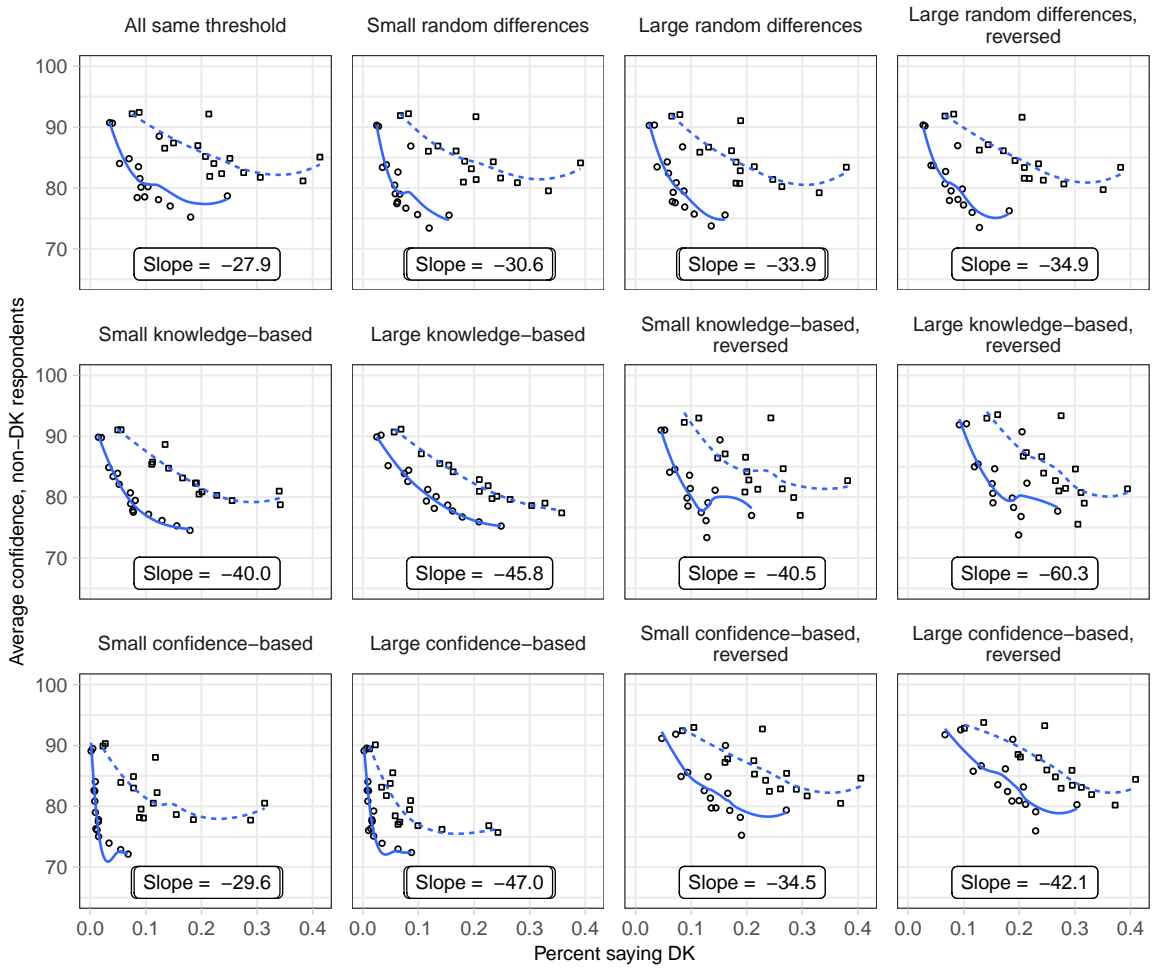 All same threshold
Small random differences
Large random differences
Large random differences,
reversed
100
90
80
70
Slope = −27.9
Slope = −30.6
Slope = −33.9
Slope = −34.9
Small knowledge−based
Large knowledge−based
Small knowledge−based,
reversed
Large knowledge−based,
reversed
100
90
80
70
Slope = −40.0
Slope = −45.8
Slope = −40.5
Slope = −60.3
Average confidence, non−DK respondents
Small confidence−based
Large confidence−based
Small confidence−based,
reversed
Large confidence−based,
reversed
100
90
80
70
Slope = −29.6
Slope = −47.0
Slope = −34.5
Slope = −42.1
0.0 0.1 0.2 0.3 0.4
0.0 0.1 0.2 0.3 0.4
0.0 0.1 0.2 0.3 0.4
0.0 0.1 0.2 0.3 0.4
Percent saying DK